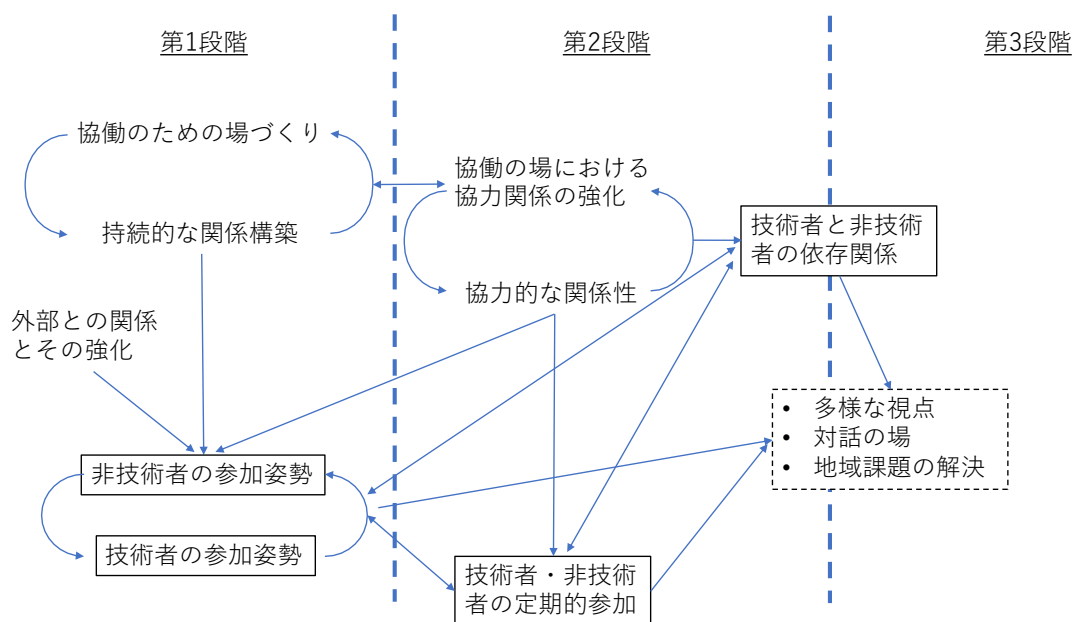 第1段階
第2段階
第3段階
協働のための場づくり
持続的な関係構築
外部との関係
とその強化
非技術者の参加姿勢
技術者の参加姿勢
協働の場における
協力関係の強化
協力的な関係性
技術者・非技術
者の定期的参加
技術者と非技術
者の依存関係
• 多様な視点
• 対話の場
• 地域課題の解決